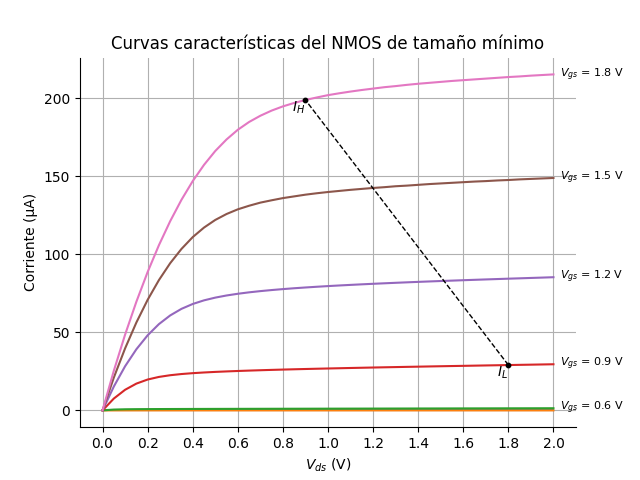 Curvas características del NMOS de tamaño mínimo
V_gs = 1.8 V
200
I_H
V_gs = 1.5 V
150
Corriente (µA)
100
V_gs = 1.2 V
50
V_gs = 0.9 V
I_L
V_gs = 0.6 V
0
0.0 0.2 0.4 0.6 0.8 1.0 1.2 1.4 1.6 1.8 2.0
V_ds (V)